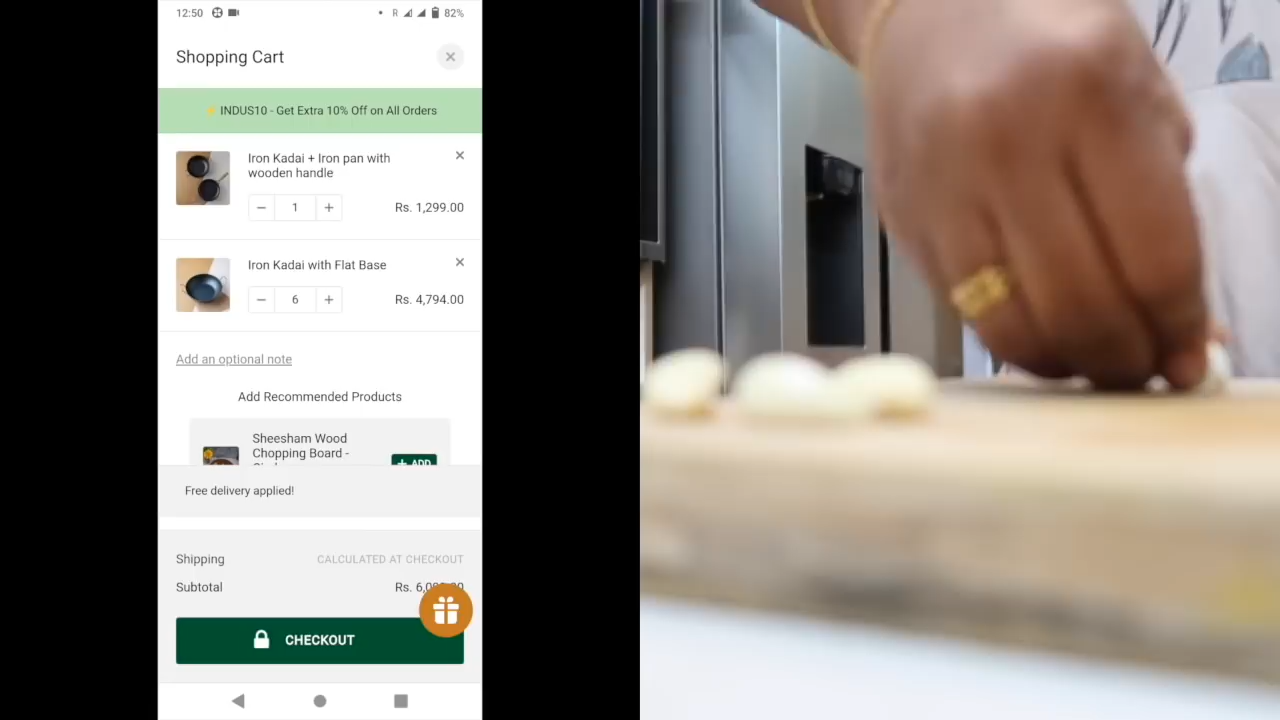 12:50
R
82%
Shopping Cart
⚡ INDUS10 - Get Extra 10% Off on All Orders
Iron Kadai + Iron pan with
wooden handle
1
Rs. 1,299.00
Iron Kadai with Flat Base
6
Rs. 4,794.00
Add an optional note
Add Recommended Products
Sheesham Wood
Chopping Board -
+ ADD
Free delivery applied!
Shipping
CALCULATED AT CHECKOUT
Subtotal
Rs.
CHECKOUT